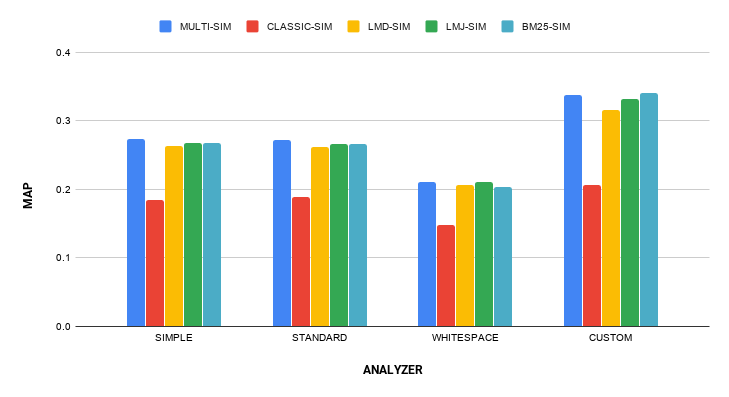 MULTI-SIM CLASSIC-SIM LMD-SIM LMJ-SIM BM25-SIM
0.4
0.3
0.2
0.1
0.0
MAP
SIMPLE STANDARD WHITESPACE CUSTOM
ANALYZER